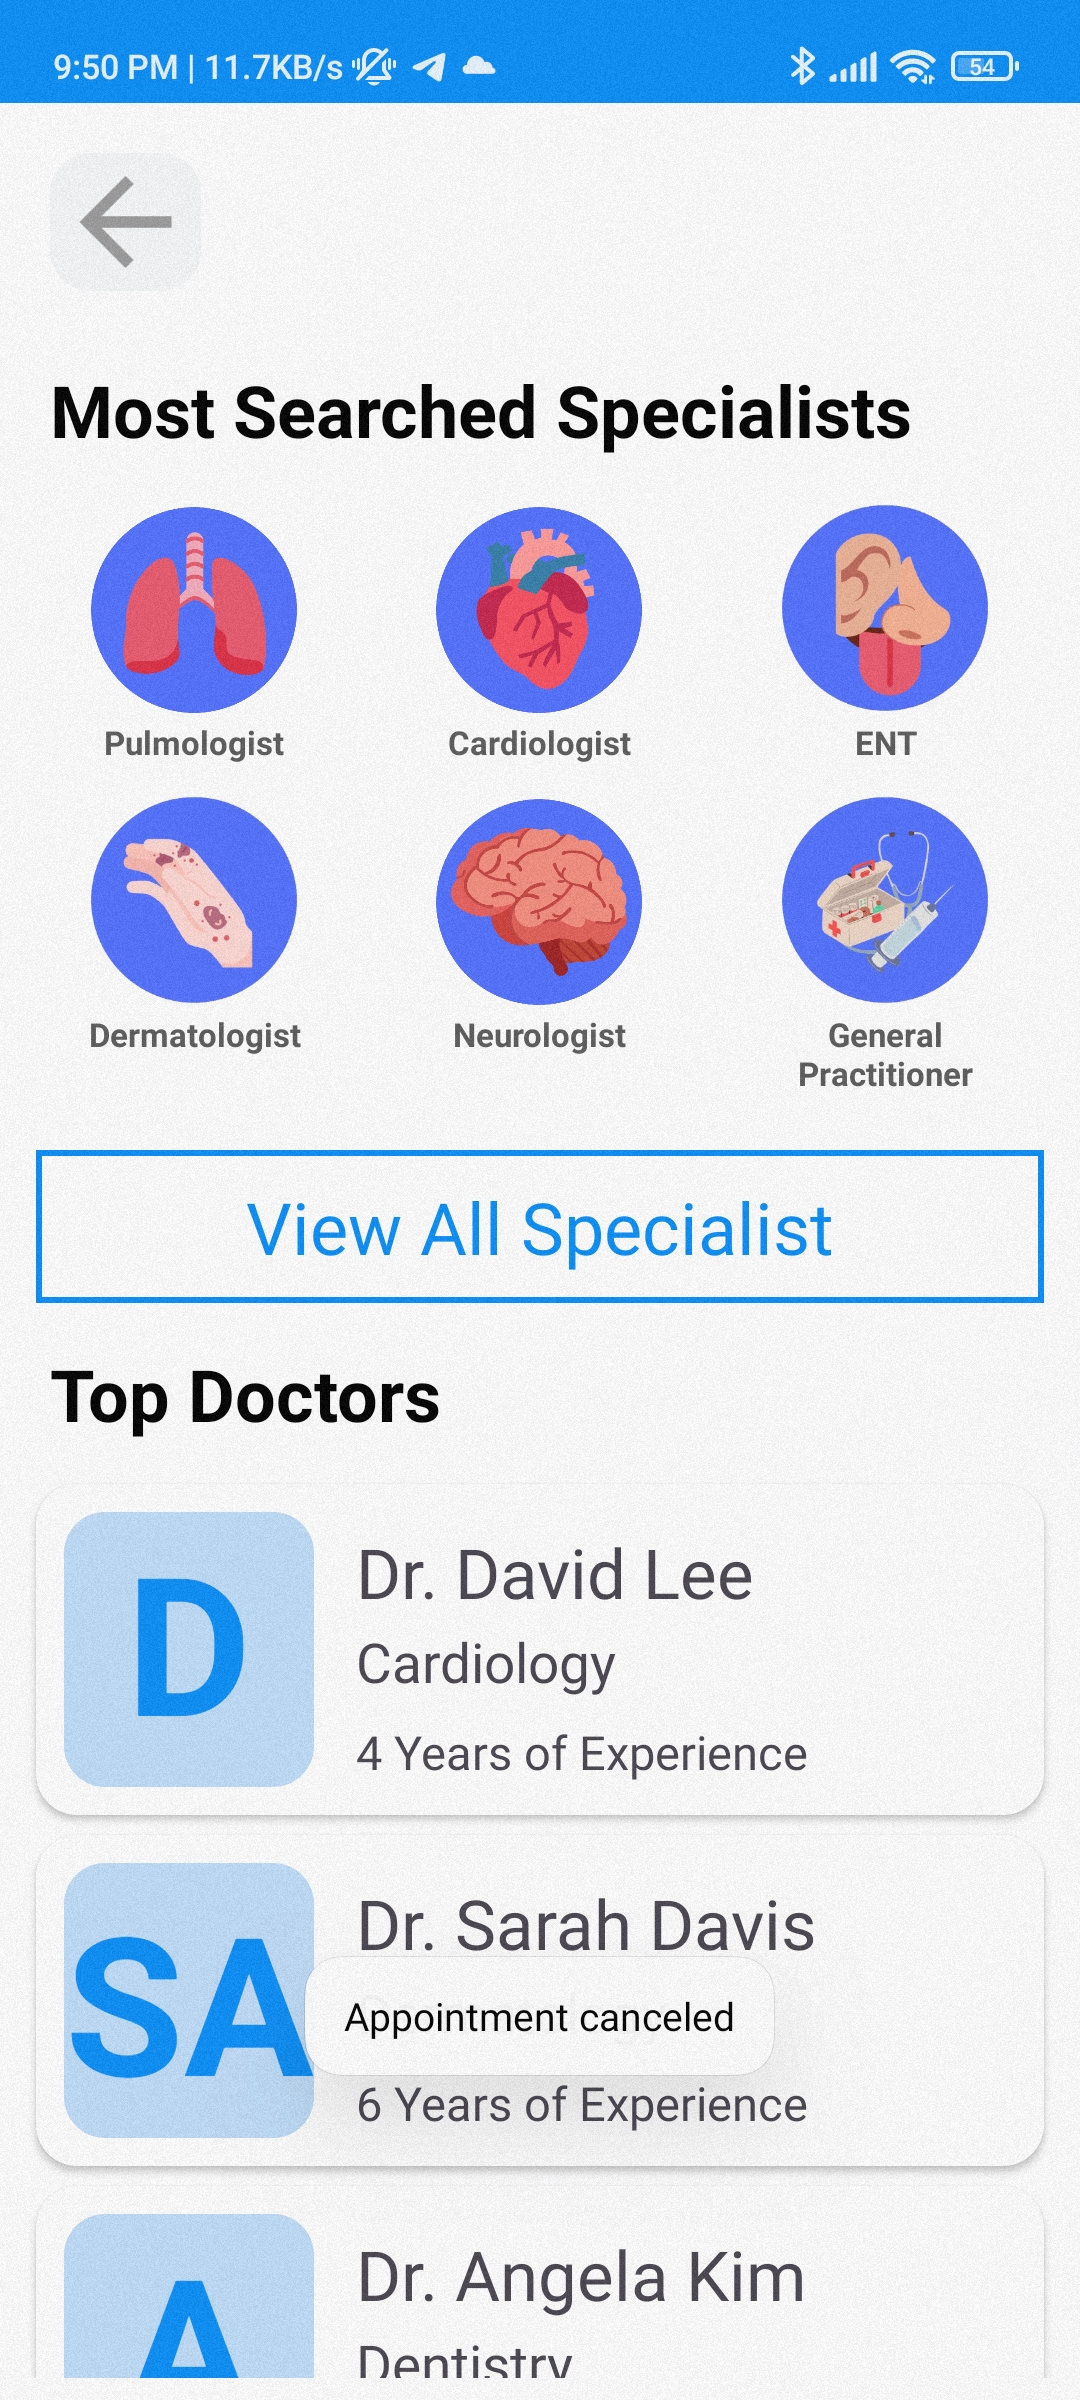 9:50 PM | 11.7KB/s
54
Most Searched Specialists
Pulmologist
Cardiologist
ENT
Dermatologist
Neurologist
General
Practitioner
View All Specialist
Top Doctors
D
Dr. David Lee
Cardiology
4 Years of Experience
SA
Dr. Sarah Davis
Appointment canceled
6 Years of Experience
A
Dr. Angela Kim
Dentistry